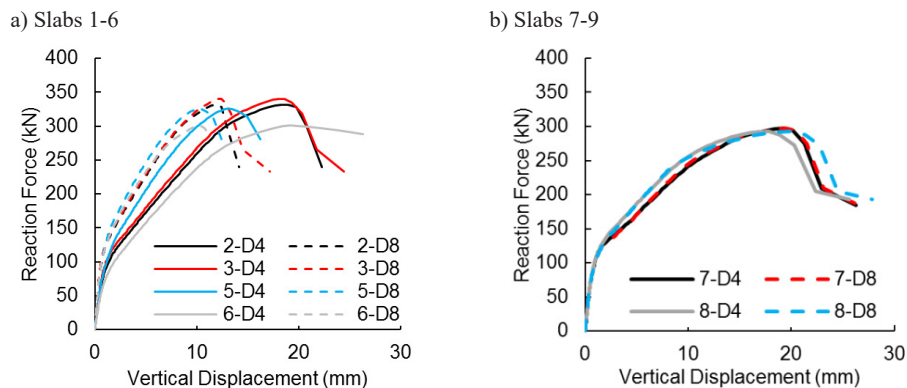 a) Slabs 1-6
b) Slabs 7-9
Reaction Force (kN)
400
350
300
250
200
150
100
50
0
2-D4 2-D8
3-D4 3-D8
5-D4 5-D8
6-D4 6-D8
0 10 20 30
Vertical Displacement (mm)
Reaction Force (kN)
400
350
300
250
200
150
100
50
0
7-D4 7-D8
8-D4 8-D8
0 10 20 30
Vertical Displacement (mm)